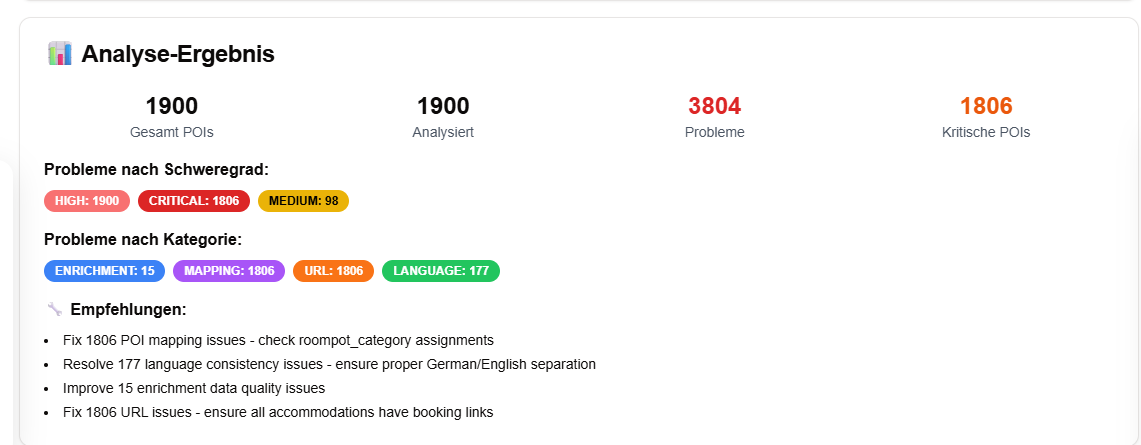 Analyse-Ergebnis
1900 1900 3804 1806
Gesamt POIs Analysiert Probleme Kritische POIs
Probleme nach Schweregrad:
HIGH: 1900 CRITICAL: 1806 MEDIUM: 98
Probleme nach Kategorie:
ENRICHMENT: 15 MAPPING: 1806 URL: 1806 LANGUAGE: 177
Empfehlungen:
• Fix 1806 POI mapping issues - check roompot_category assignments
• Resolve 177 language consistency issues - ensure proper German/English separation
• Improve 15 enrichment data quality issues
• Fix 1806 URL issues - ensure all accommodations have booking links